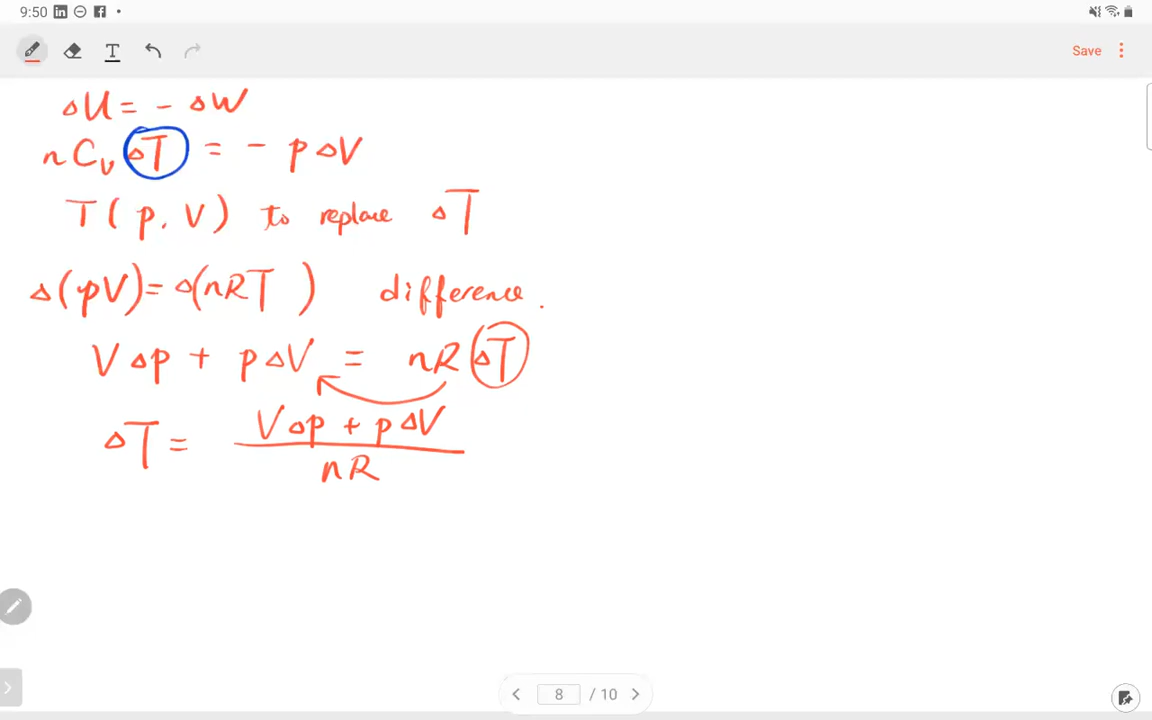 9:50
Save
ΔU = - ΔW
nCᵥ ΔT = - pΔV
T(p, V) to replace ΔT
Δ(pV) = Δ(nRT ) difference.
VΔp + pΔV = nRΔT
ΔT = VΔp + pΔV
nR
8 / 10